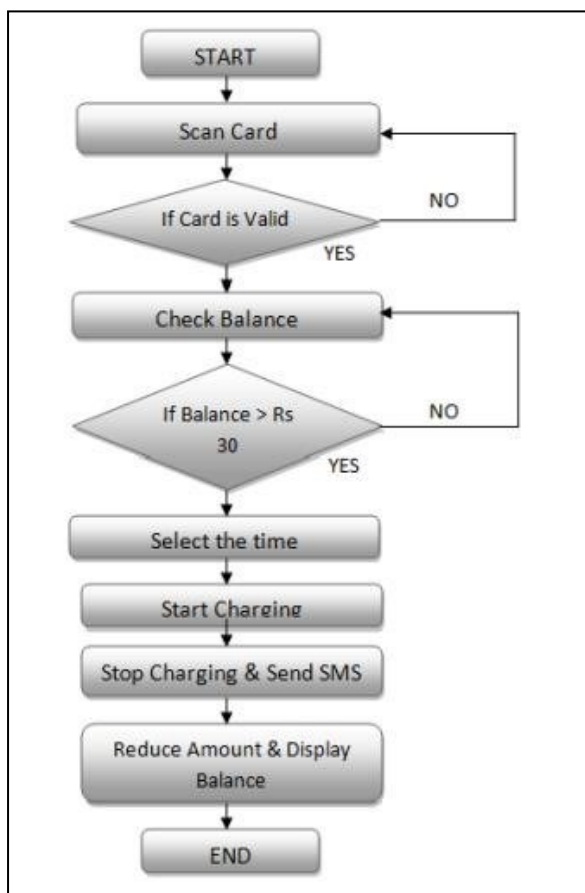 START
Scan Card
If Card is Valid
NO
YES
Check Balance
If Balance > Rs
30
NO
YES
Select the time
Start Charging
Stop Charging & Send SMS
Reduce Amount & Display
Balance
END